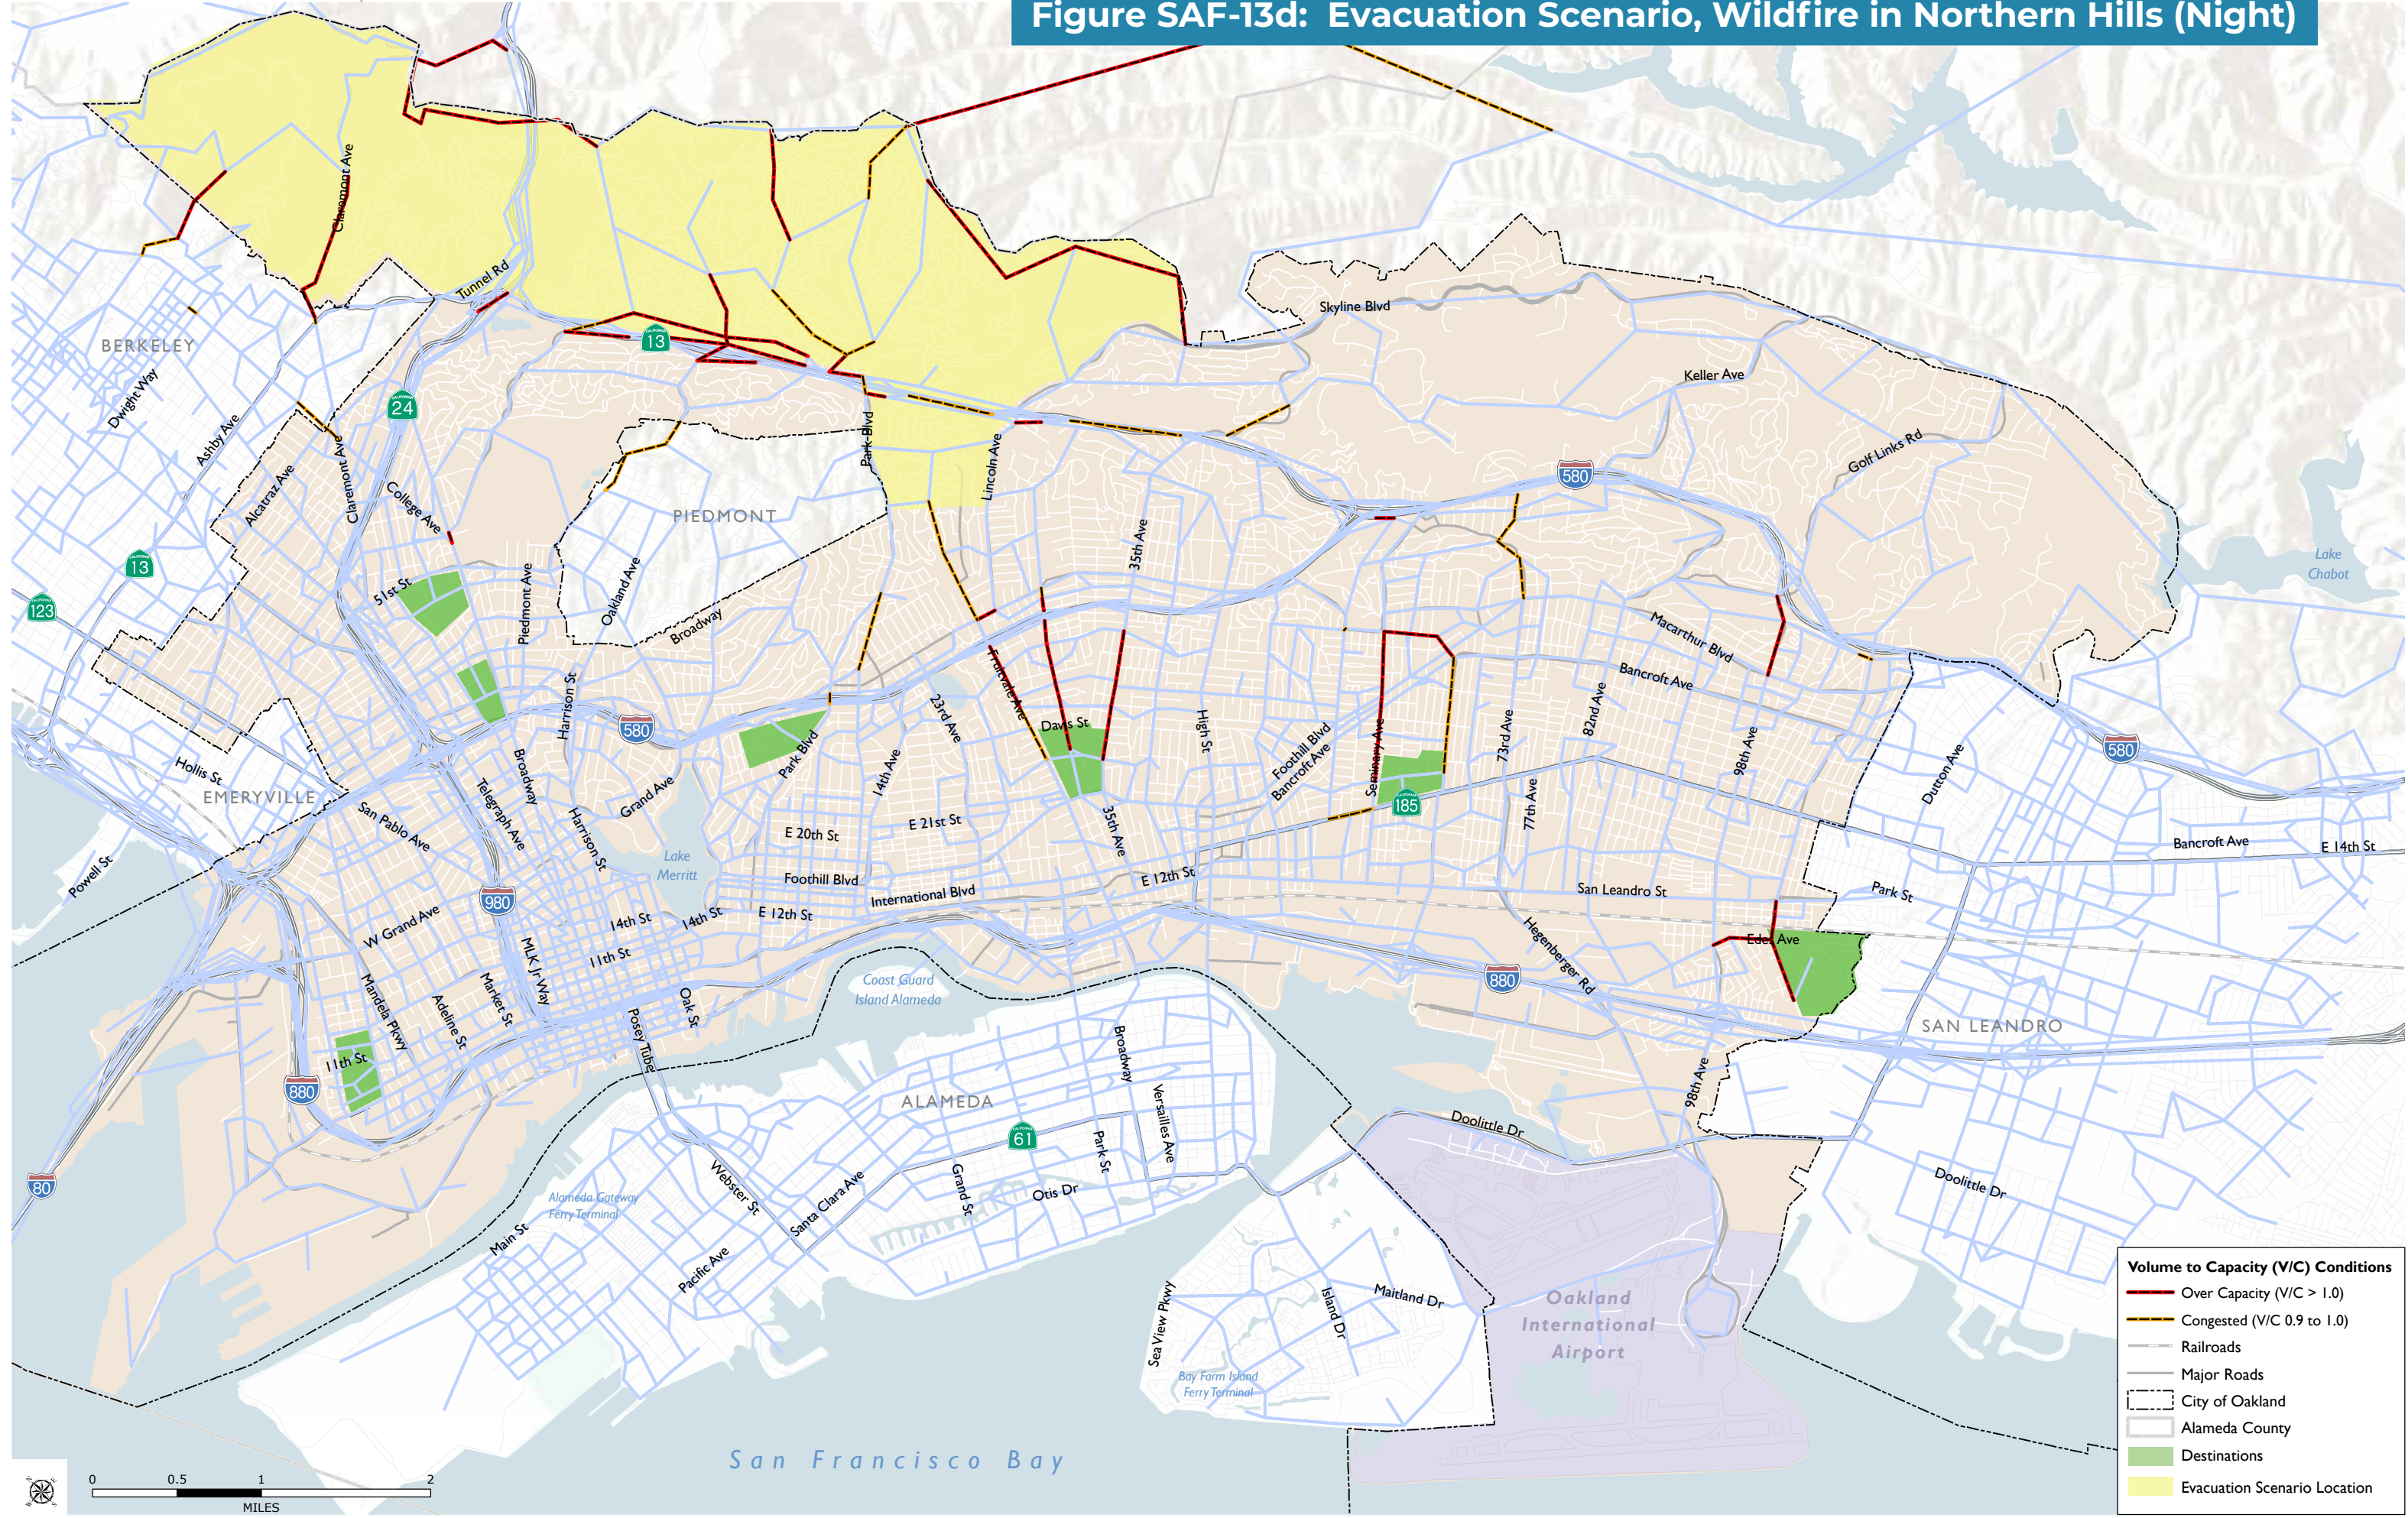 Figure SAF-13d: Evacuation Scenario, Wildfire in Northern Hills (Night)
Claremont Ave
Tunnel Rd
Skyline Blvd
BERKELEY
13
Keller Ave
Dwight Way
24
Ashby Ave
Park Blvd
Lincoln Ave
Golf Links Rd
Claremont Ave
Alcatraz Ave
College Ave
580
PIEDMONT
35th Ave
Lake
Chabot
13
123
51st St
Piedmont Ave
Oakland Ave
Broadway
Macarthur Blvd
Bancroft Ave
Fruitvale Ave
Harrison St
580
23rd Ave
Davis St
High St
Foothill Blvd
Bancroft Ave
Seminary Ave
73rd Ave
82nd Ave
98th Ave
580
Dutton Ave
Hollis St
EMERYVILLE
Broadway
Telegraph Ave
Park Blvd
14th Ave
185
77th Ave
San Pablo Ave
Harrison St
Grand Ave
E 20th St
E 21st St
35th Ave
Bancroft Ave
E 14th St
Powell St
Lake
Merritt
Foothill Blvd
International Blvd
E 12th St
San Leandro St
Park St
980
W Grand Ave
14th St
14th St
E 12th St
Edes Ave
MLK Jr Way
11th St
Hegenberger Rd
880
Coast Guard
Island Alameda
Mandela Pkwy
Adeline St
Market St
Oak St
Posey Tube
SAN LEANDRO
11th St
880
Broadway
98th Ave
ALAMEDA
Versailles Ave
61
Doolittle Dr
Park St
80
Alameda Gateway
Ferry Terminal
Webster St
Santa Clara Ave
Grand St
Otis Dr
Doolittle Dr
Main St
Pacific Ave
Sea View Pkwy
Island Dr
Maitland Dr
Oakland
International
Airport
Bay Farm Island
Ferry Terminal
San Francisco Bay
0 0.5 1 2
MILES
Volume to Capacity (V/C) Conditions
Over Capacity (V/C > 1.0)
Congested (V/C 0.9 to 1.0)
Railroads
Major Roads
City of Oakland
Alameda County
Destinations
Evacuation Scenario Location